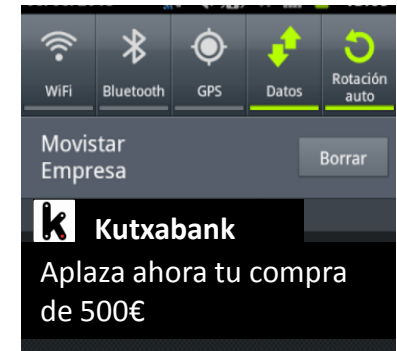 WiFi Bluetooth GPS Datos Rotación auto
Movistar
Empresa
Borrar
k Kutxabank
Aplaza ahora tu compra
de 500€